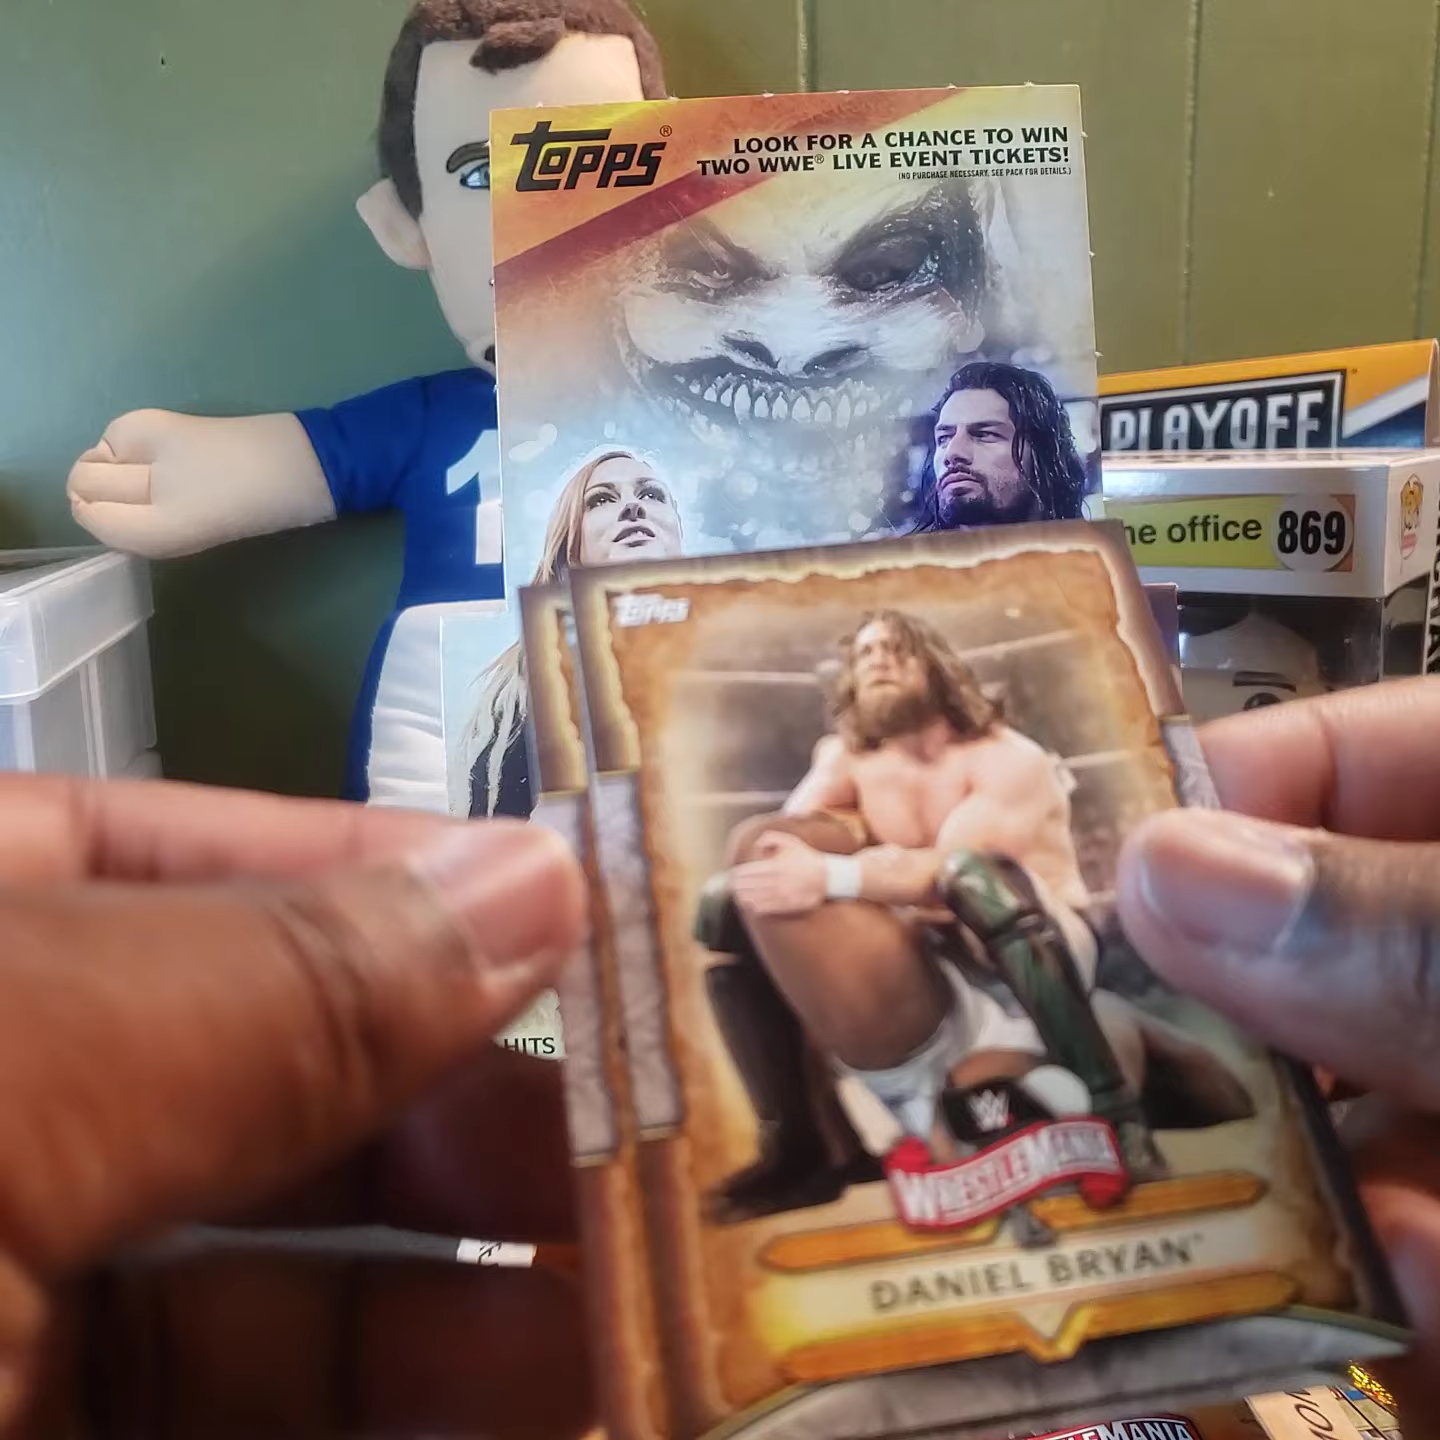 TOPPS®
LOOK FOR A CHANCE TO WIN
TWO WWE® LIVE EVENT TICKETS!
(NO PURCHASE NECESSARY. SEE PACK FOR DETAILS.)
PLAYOFF
he office 869
1
TOPPS
HITS
W
WRESTLEMANIA
DANIEL BRYAN
LEMANIA